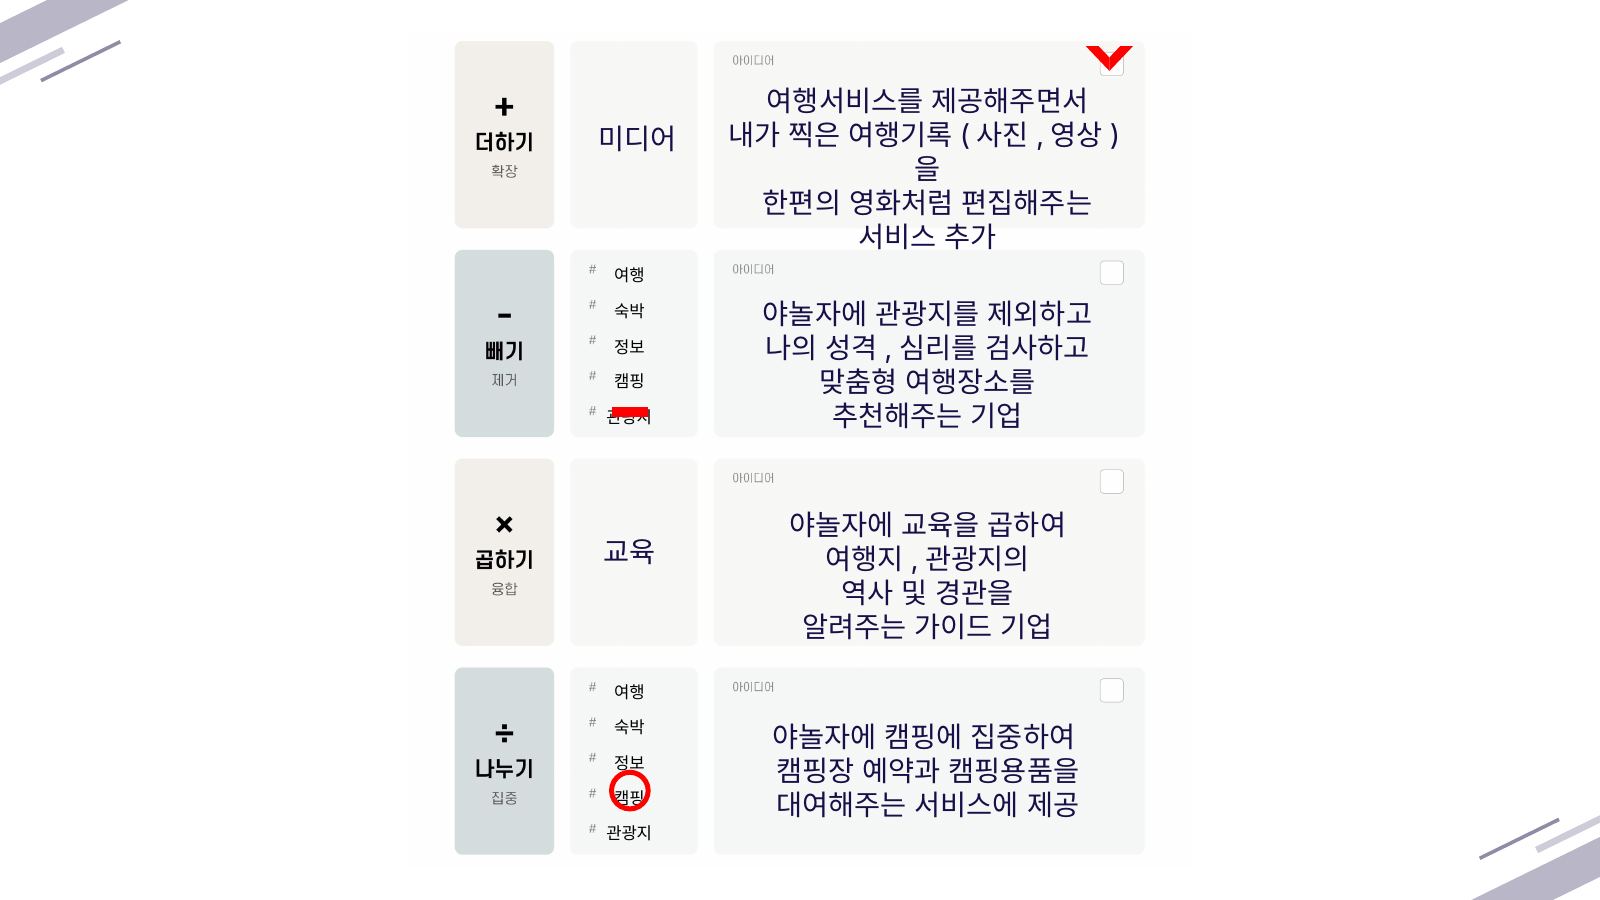 +
더하기
확장
미디어
아이디어
여행서비스를 제공해주면서
내가 찍은 여행기록 ( 사진 , 영상 )
을
한편의 영화처럼 편집해주는
서비스 추가
-
빼기
제거
# 여행
# 숙박
# 정보
# 캠핑
# 관광지
아이디어
야놀자에 관광지를 제외하고
나의 성격 , 심리를 검사하고
맞춤형 여행장소를
추천해주는 기업
×
곱하기
융합
교육
아이디어
야놀자에 교육을 곱하여
여행지 , 관광지의
역사 및 경관을
알려주는 가이드 기업
÷
나누기
집중
# 여행
# 숙박
# 정보
# 캠핑
# 관광지
아이디어
야놀자에 캠핑에 집중하여
캠핑장 예약과 캠핑용품을
대여해주는 서비스에 제공